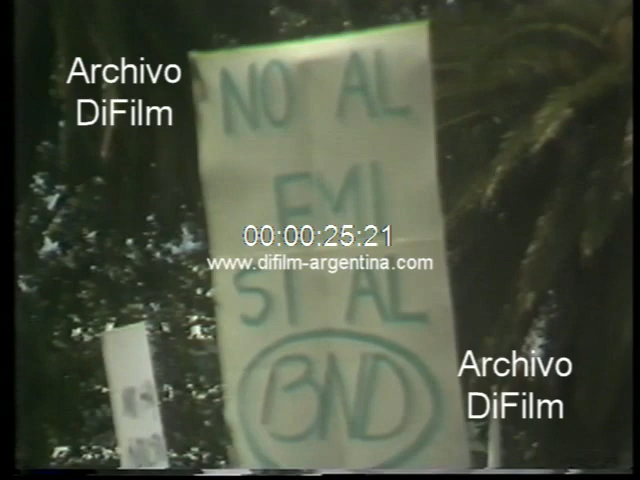 Archivo
DiFilm
NO AL
FMI
00:00:25:21
www.difilm-argentina.com
SI AL
BND
Archivo
DiFilm